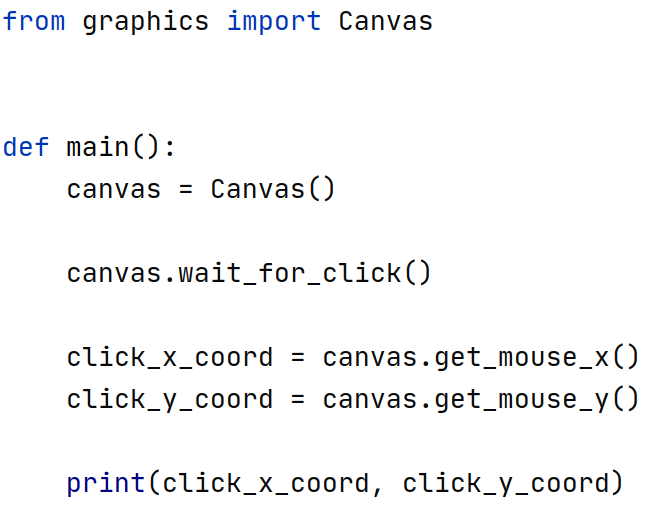 from graphics import Canvas
def main():
    canvas = Canvas()
    canvas.wait_for_click()
    click_x_coord = canvas.get_mouse_x()
    click_y_coord = canvas.get_mouse_y()
    print(click_x_coord, click_y_coord)